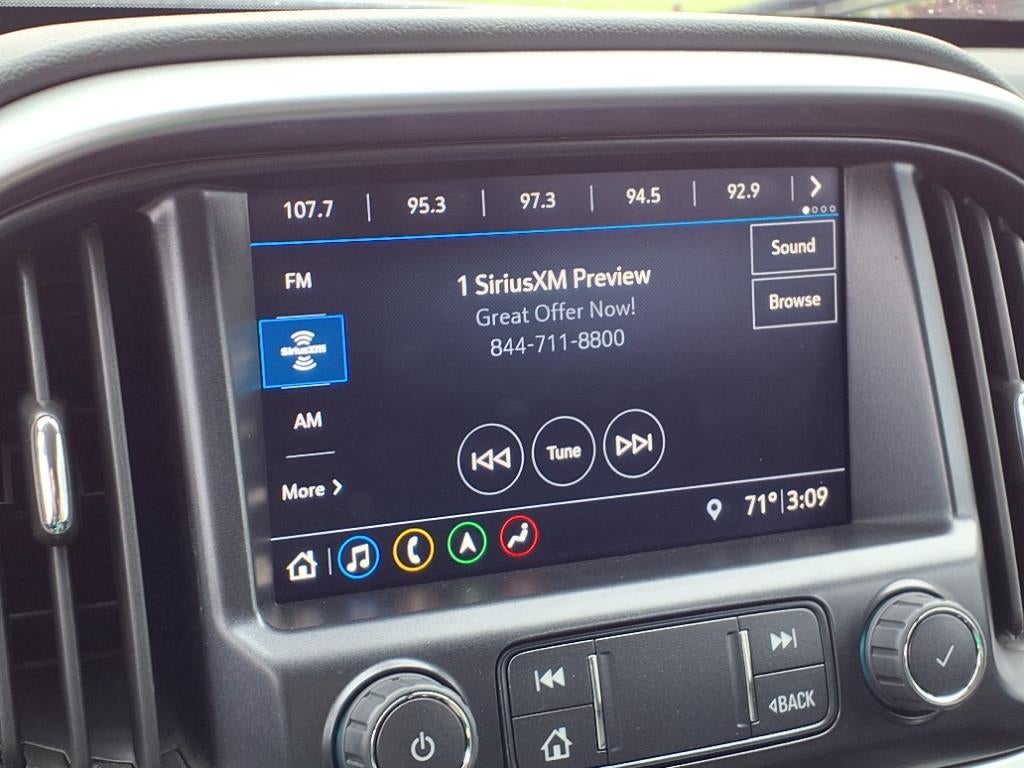 107.7 | 95.3 | 97.3 | 94.5 | 92.9
FM
SiriusXM
AM
More
1 SiriusXM Preview
Great Offer Now!
844-711-8800
Sound
Browse
Tune
71° | 3:09
BACK